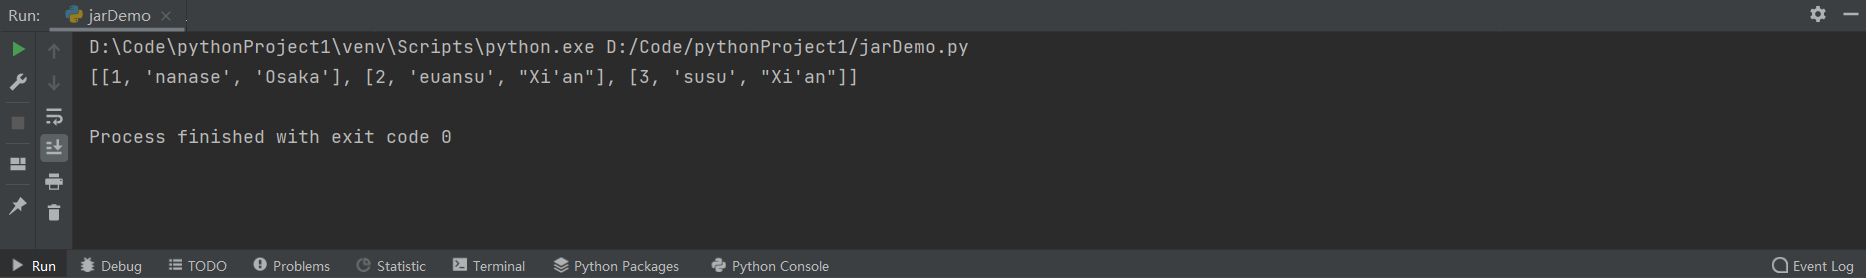 Run: jarDemo
D:\Code\pythonProject1\venv\Scripts\python.exe D:/Code/pythonProject1/jarDemo.py
[[1, 'nanase', 'Osaka'], [2, 'euansu', "Xi'an"], [3, 'susu', "Xi'an"]]
Process finished with exit code 0
Run Debug TODO Problems Statistic Terminal Python Packages Python Console Event Log